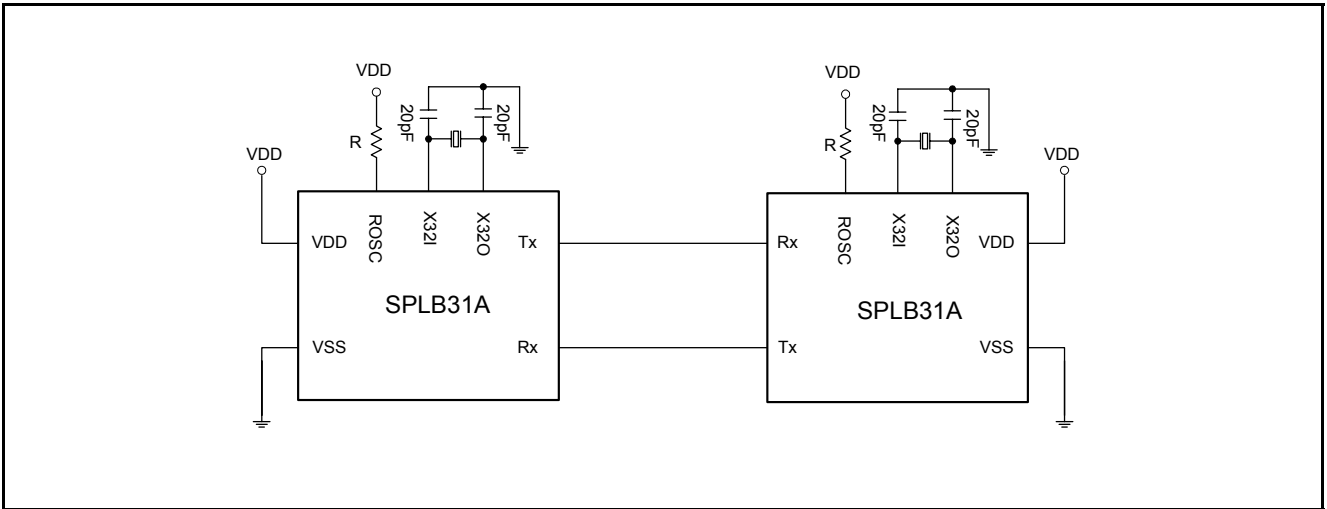 VDD
VDD
R
20pF
20pF
R
20pF
20pF
VDD
VDD
VDD
ROSC
X32I
X32O
Tx
Rx
ROSC
X32I
X32O
VDD
SPLB31A
SPLB31A
VSS
Rx
Tx
VSS